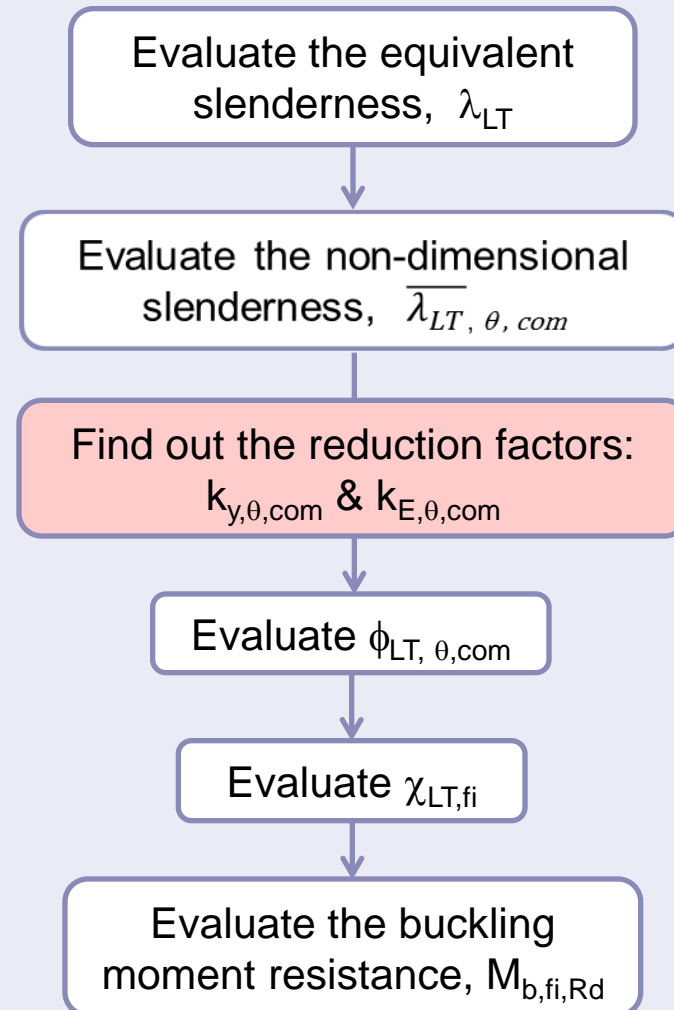 Evaluate the equivalent
slenderness, λLT
Evaluate the non-dimensional
slenderness, λ̅L̅T̅, θ, com
Find out the reduction factors:
ky,θ,com & kE,θ,com
Evaluate ϕLT, θ,com
Evaluate χLT,fi
Evaluate the buckling
moment resistance, Mb,fi,Rd